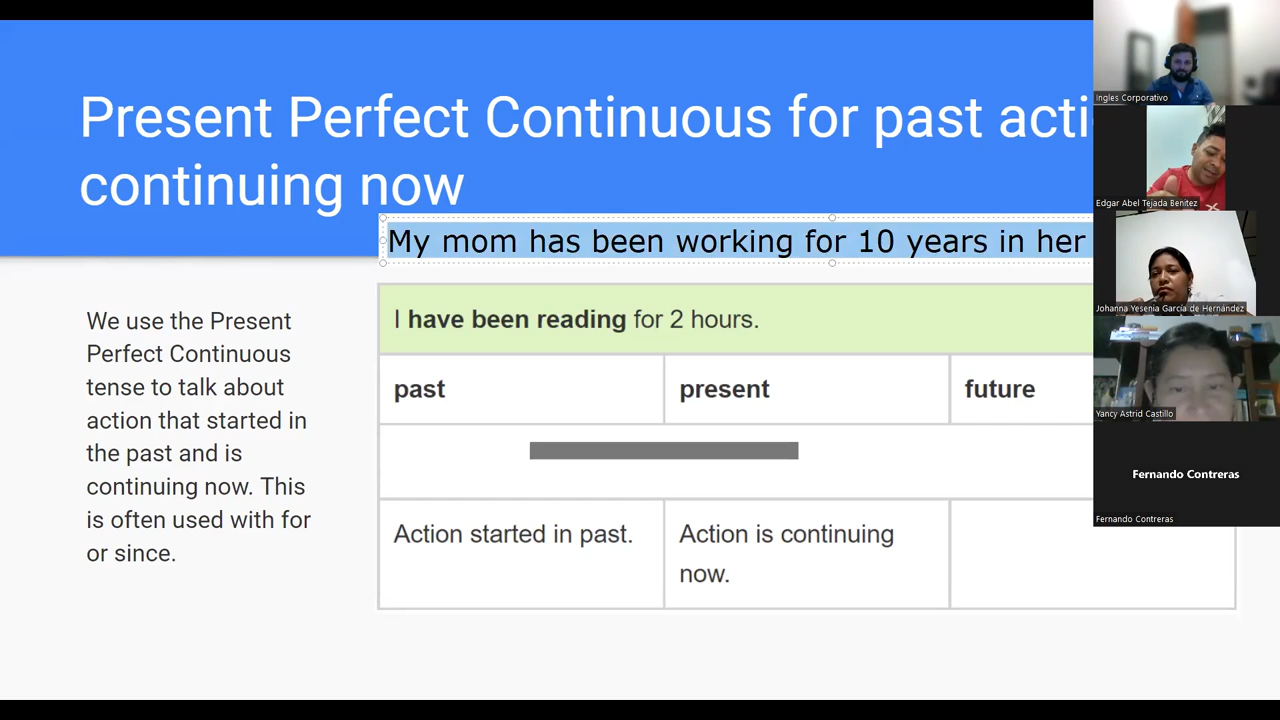 Present Perfect Continuous for past acti
continuing now
My mom has been working for 10 years in her
We use the Present
Perfect Continuous
tense to talk about
action that started in
the past and is
continuing now. This
is often used with for
or since.
I have been reading for 2 hours.
past present future
Action started in past. Action is continuing
now.
Ingles Corporativo
Edgar Abel Tejada Benitez
Johanna Yesenia García de Hernández
Yancy Astrid Castillo
Fernando Contreras
Fernando Contreras